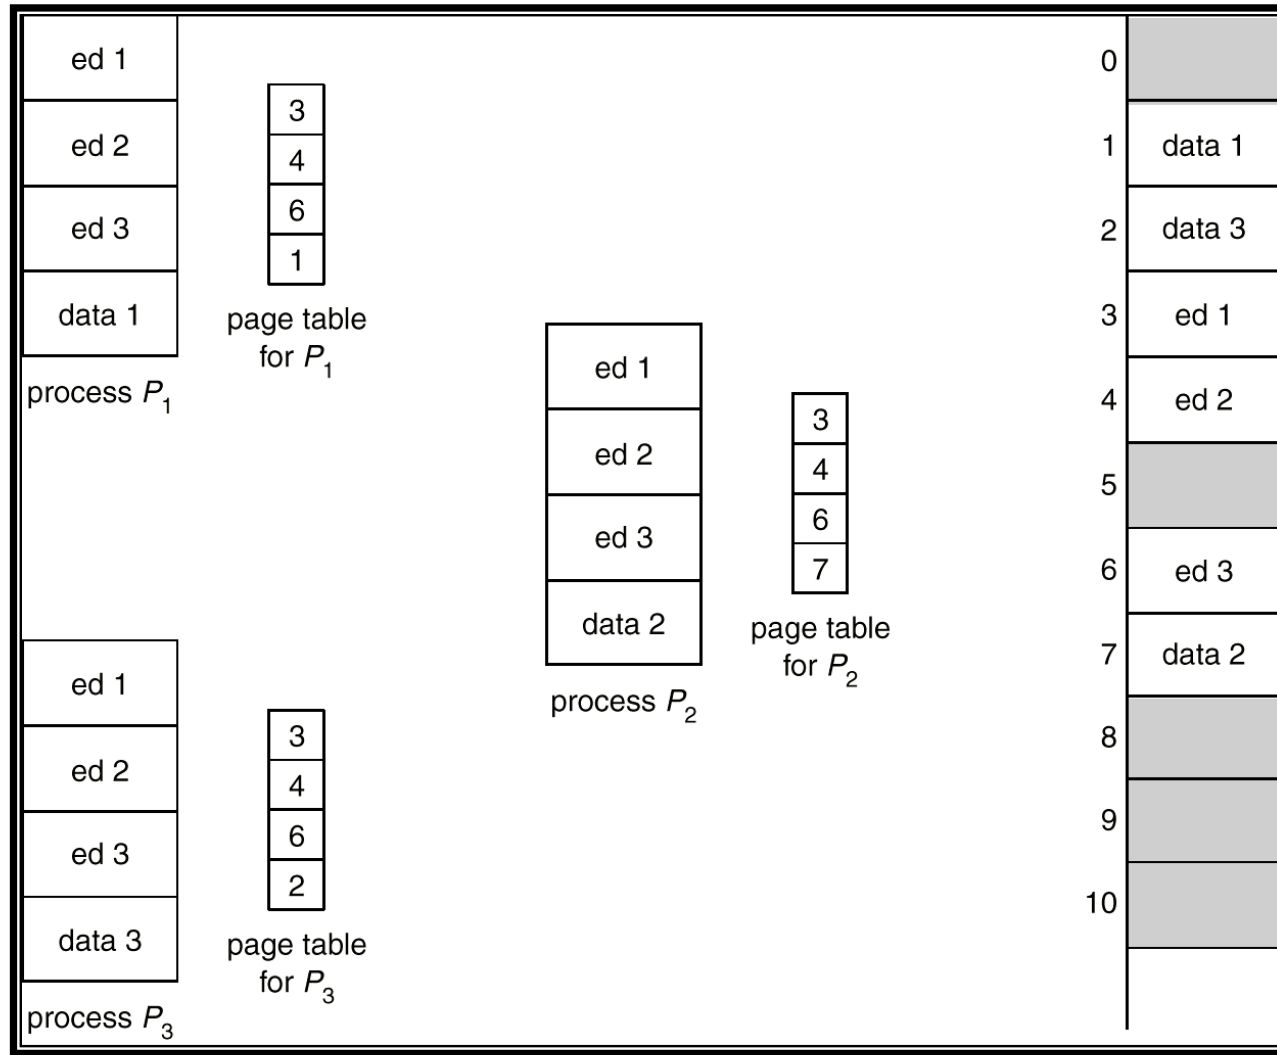 ed 1
ed 2
ed 3
data 1
process P1
3
4
6
1
page table
for P1
ed 1
ed 2
ed 3
data 2
process P2
3
4
6
7
page table
for P2
ed 1
ed 2
ed 3
data 3
process P3
3
4
6
2
page table
for P3
0
1 data 1
2 data 3
3 ed 1
4 ed 2
5
6 ed 3
7 data 2
8
9
10